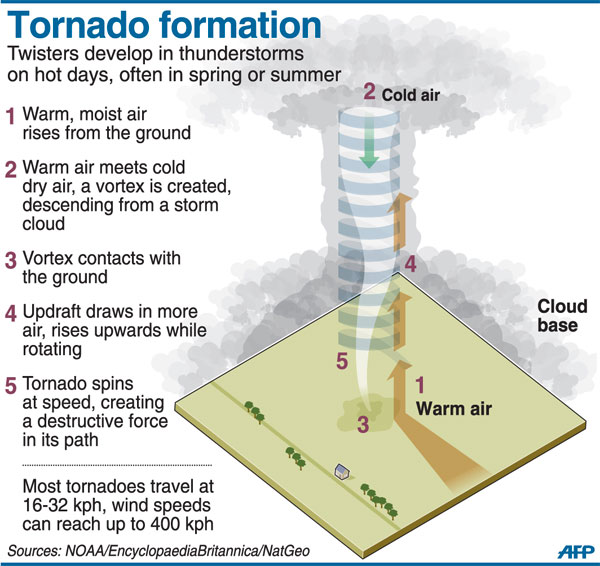 Tornado formation
Twisters develop in thunderstorms
on hot days, often in spring or summer
1 Warm, moist air
rises from the ground
2 Warm air meets cold
dry air, a vortex is created,
descending from a storm
cloud
3 Vortex contacts with
the ground
4 Updraft draws in more
air, rises upwards while
rotating
5 Tornado spins
at speed, creating
a destructive force
in its path
Most tornadoes travel at
16-32 kph, wind speeds
can reach up to 400 kph
Sources: NOAA/EncyclopaediaBritannica/NatGeo
2 Cold air
4
Cloud
base
5
1
Warm air
3
AFP